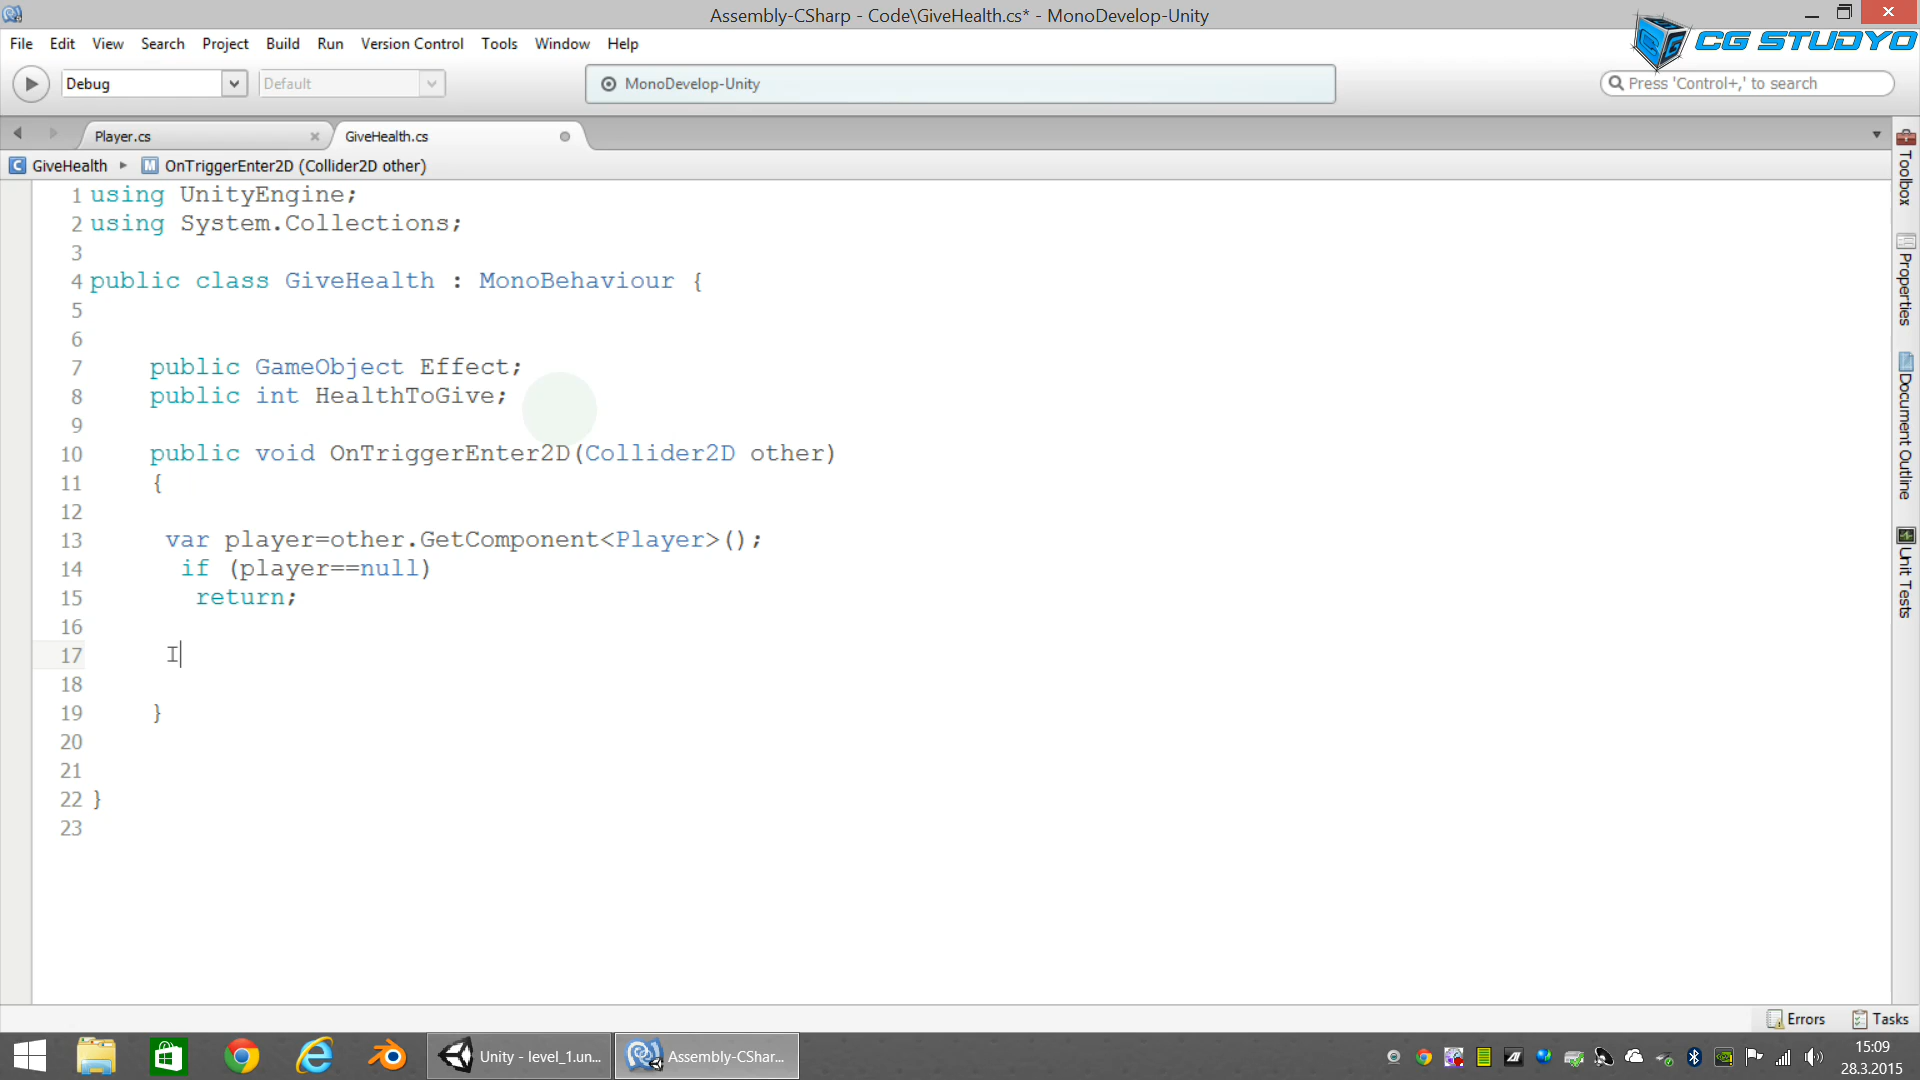 Assembly-CSharp - Code\GiveHealth.cs* - MonoDevelop-Unity
File Edit View Search Project Build Run Version Control Tools Window Help
CG STUDYO
Debug Default MonoDevelop-Unity Press 'Control+,' to search
Player.cs GiveHealth.cs
GiveHealth OnTriggerEnter2D (Collider2D other)
1 using UnityEngine;
2 using System.Collections;
3
4 public class GiveHealth : MonoBehaviour {
5
6
7 public GameObject Effect;
8 public int HealthToGive;
9
10 public void OnTriggerEnter2D(Collider2D other)
11 {
12
13 var player=other.GetComponent<Player>();
14 if (player==null)
15 return;
16
17
18
19 }
20
21
22 }
23
Toolbox
Properties
Document Outline
Unit Tests
Errors Tasks
Unity - level_1.un...
Assembly-CShar...
15:09
28.3.2015